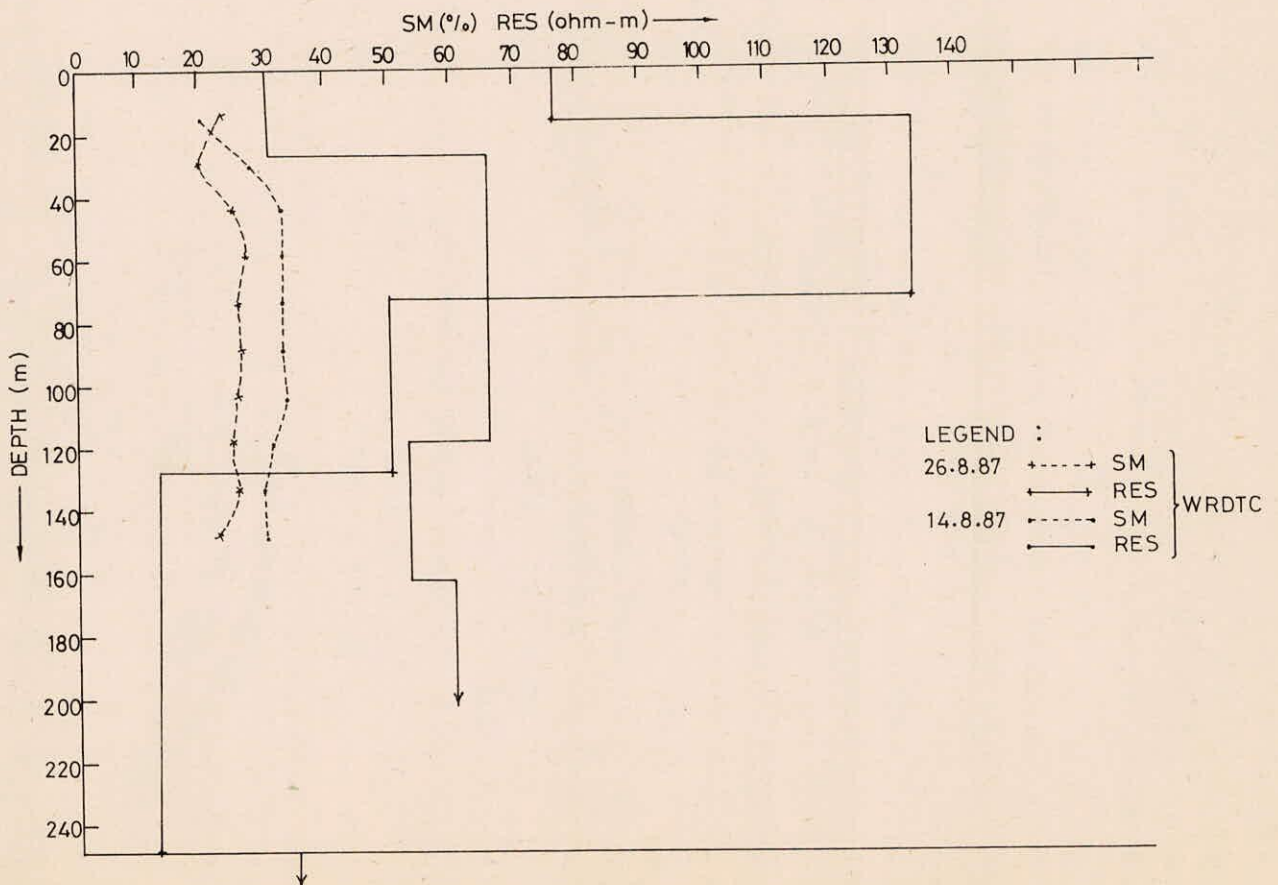 SM (%) RES (ohm-m)
0 10 20 30 40 50 60 70 80 90 100 110 120 130 140
0
20
40
60
80
100
120
140
160
180
200
220
240
DEPTH (m)
LEGEND :
26.8.87 SM
RES
14.8.87 SM
RES
WRDTC